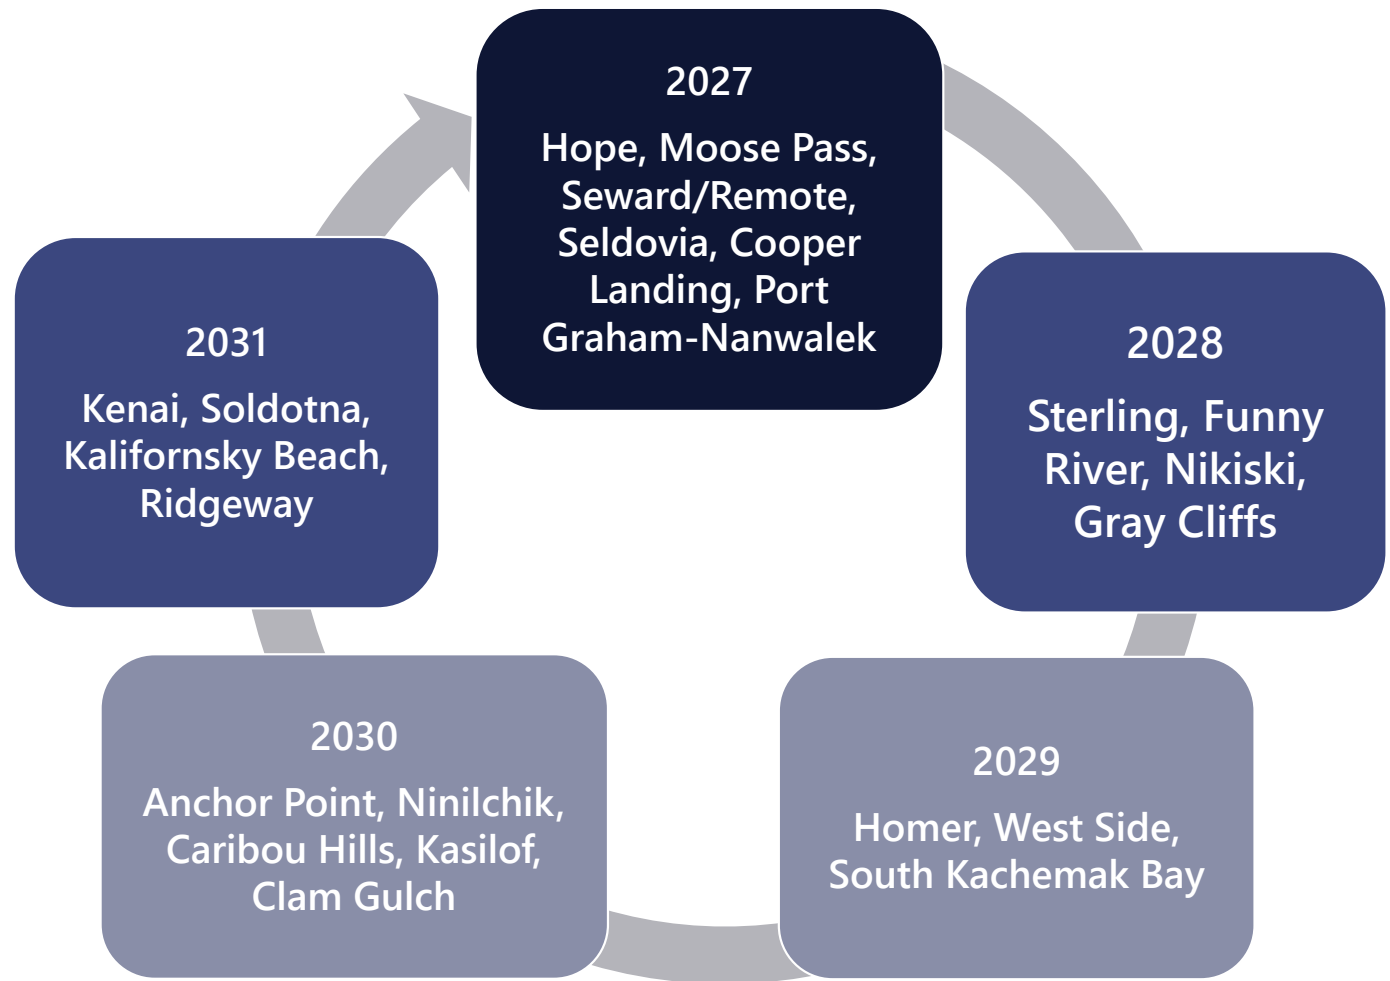 2027
Hope, Moose Pass,
Seward/Remote,
Seldovia, Cooper
Landing, Port
Graham-Nanwalek
2028
Sterling, Funny
River, Nikiski,
Gray Cliffs
2029
Homer, West Side,
South Kachemak Bay
2030
Anchor Point, Ninilchik,
Caribou Hills, Kasilof,
Clam Gulch
2031
Kenai, Soldotna,
Kalifornsky Beach,
Ridgeway